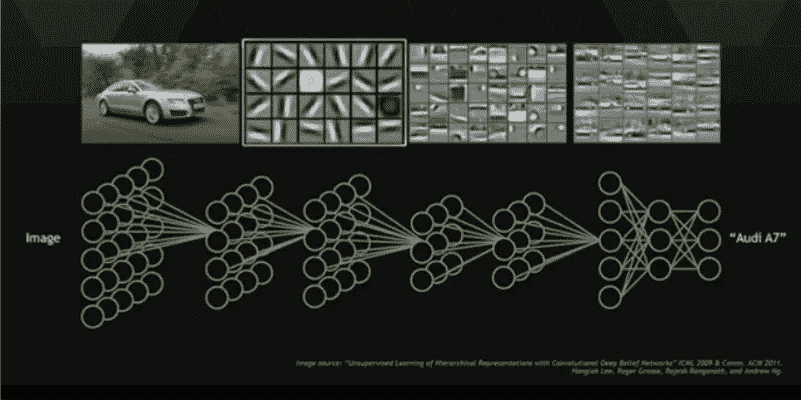 Image
"Audi A7"
Image source: "Unsupervised Learning of Hierarchical Representations with Convolutional Deep Belief Networks" ICML 2009 & Comm. ACM 2011.
Honglak Lee, Roger Grosse, Rajesh Ranganath, and Andrew Ng.